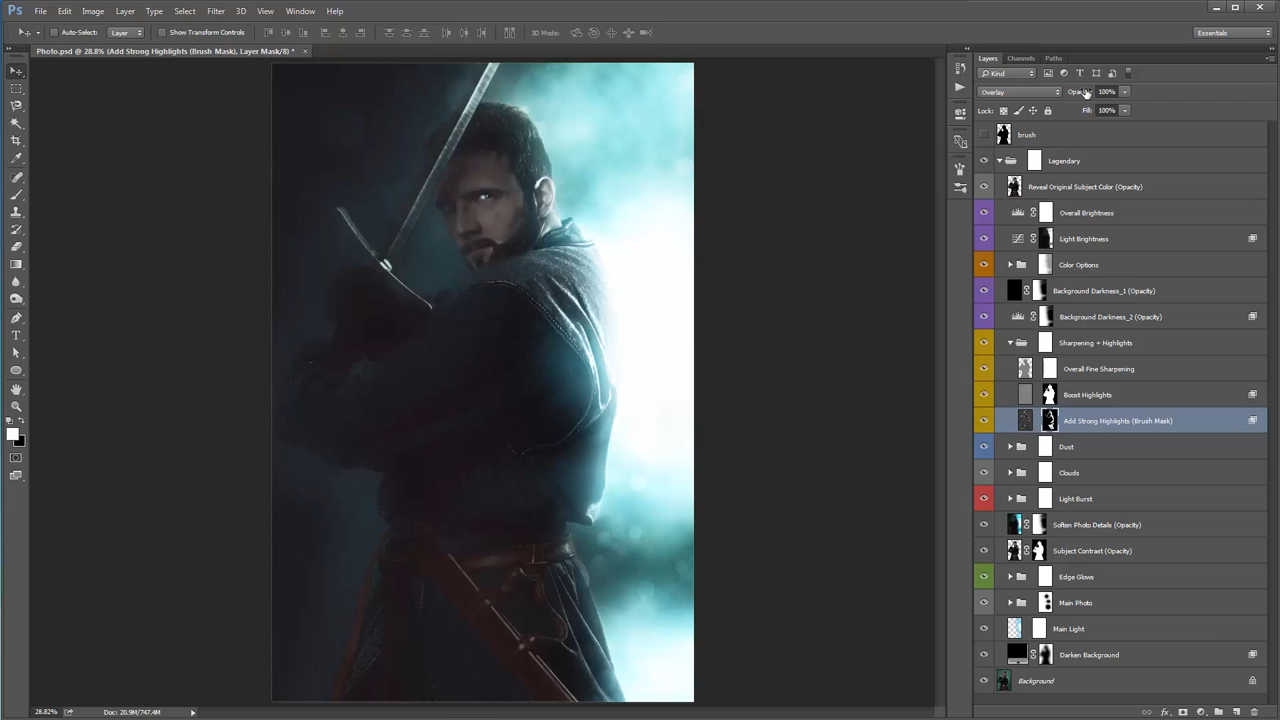 Ps File Edit Image Layer Type Select Filter 3D View Window Help
Auto-Select: Layer Show Transform Controls 3D Mode: Essentials
Photo.psd @ 28.8% (Add Strong Highlights (Brush Mask), Layer Mask/8) * ×
Layers Channels Paths
Kind
Overlay Opacity: 100%
Lock: Fill: 100%
brush
Legendary
Reveal Original Subject Color (Opacity)
Overall Brightness
Light Brightness
Color Options
Background Darkness_1 (Opacity)
Background Darkness_2 (Opacity)
Sharpening + Highlights
Overall Fine Sharpening
Boost Highlights
Add Strong Highlights (Brush Mask)
Dust
Clouds
Light Burst
Soften Photo Details (Opacity)
Subject Contrast (Opacity)
Edge Glows
Main Photo
Main Light
Darken Background
Background
28.82% Doc: 20.9M/747.4M